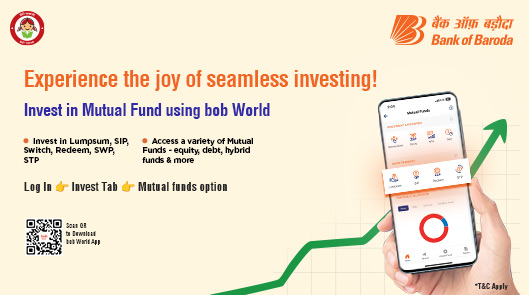 बैंक ऑफ़ बड़ौदा
Bank of Baroda
Experience the joy of seamless investing!
Invest in Mutual Fund using bob World
Invest in Lumpsum, SIP,
Switch, Redeem, SWP,
STP
Access a variety of Mutual
Funds - equity, debt, hybrid
funds & more
Log In 👉 Invest Tab 👉 Mutual funds option
Scan QR
to Download
bob World App
Mutual Funds
*T&C Apply